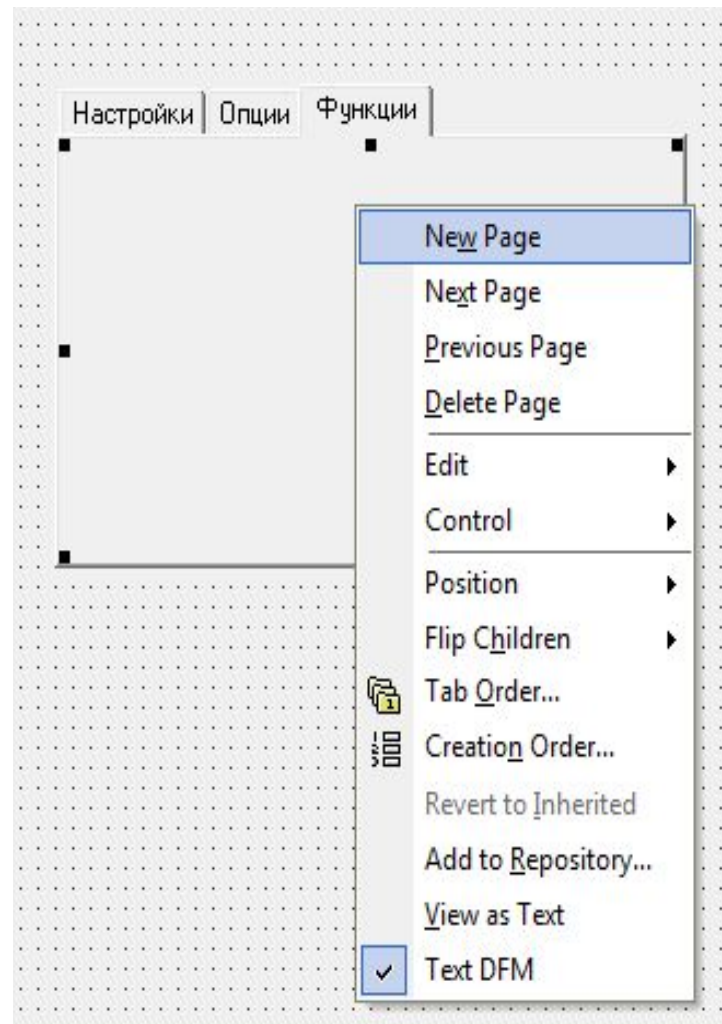 Настройки Опции Функции
New Page
Next Page
Previous Page
Delete Page
Edit
Control
Position
Flip Children
Tab Order...
Creation Order...
Revert to Inherited
Add to Repository...
View as Text
Text DFM